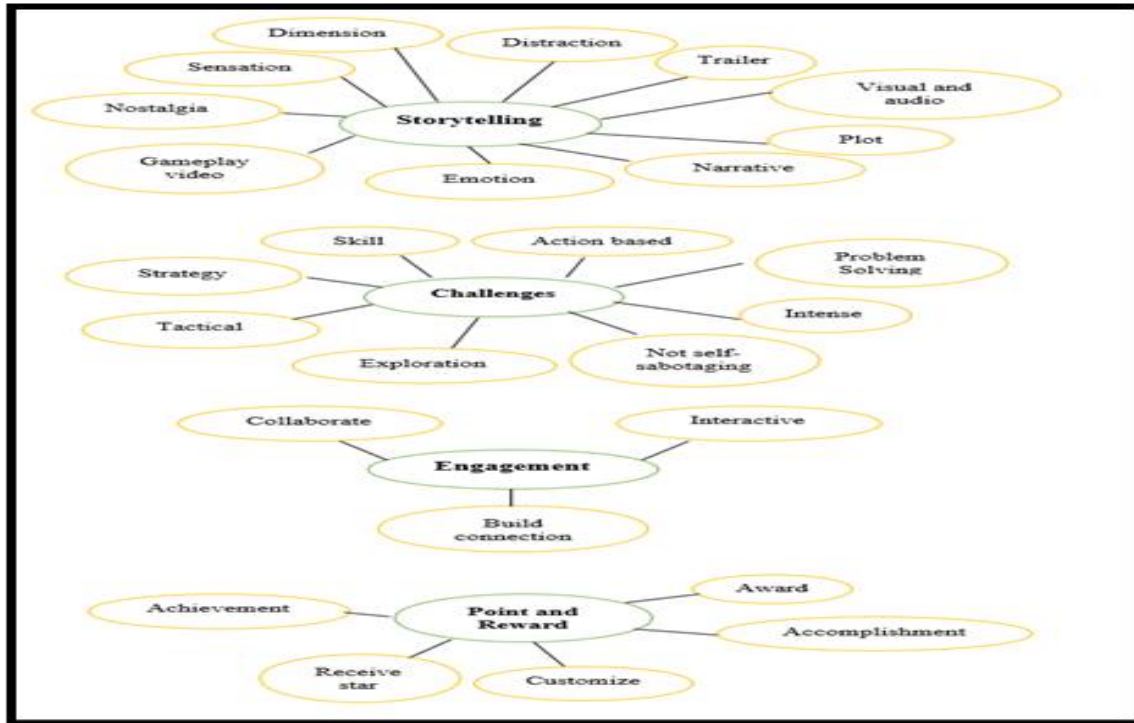 Dimension
Distraction
Sensation
Trailer
Nostalgia
Visual and
audio
Storytelling
Plot
Gameplay
video
Emotion
Narrative
Skill
Action based
Strategy
Problem
Solving
Challenges
Tactical
Intense
Exploration
Not self-
sabotaging
Collaborate
Interactive
Engagement
Build
connection
Achievement
Award
Point and
Reward
Accomplishment
Receive
star
Customize